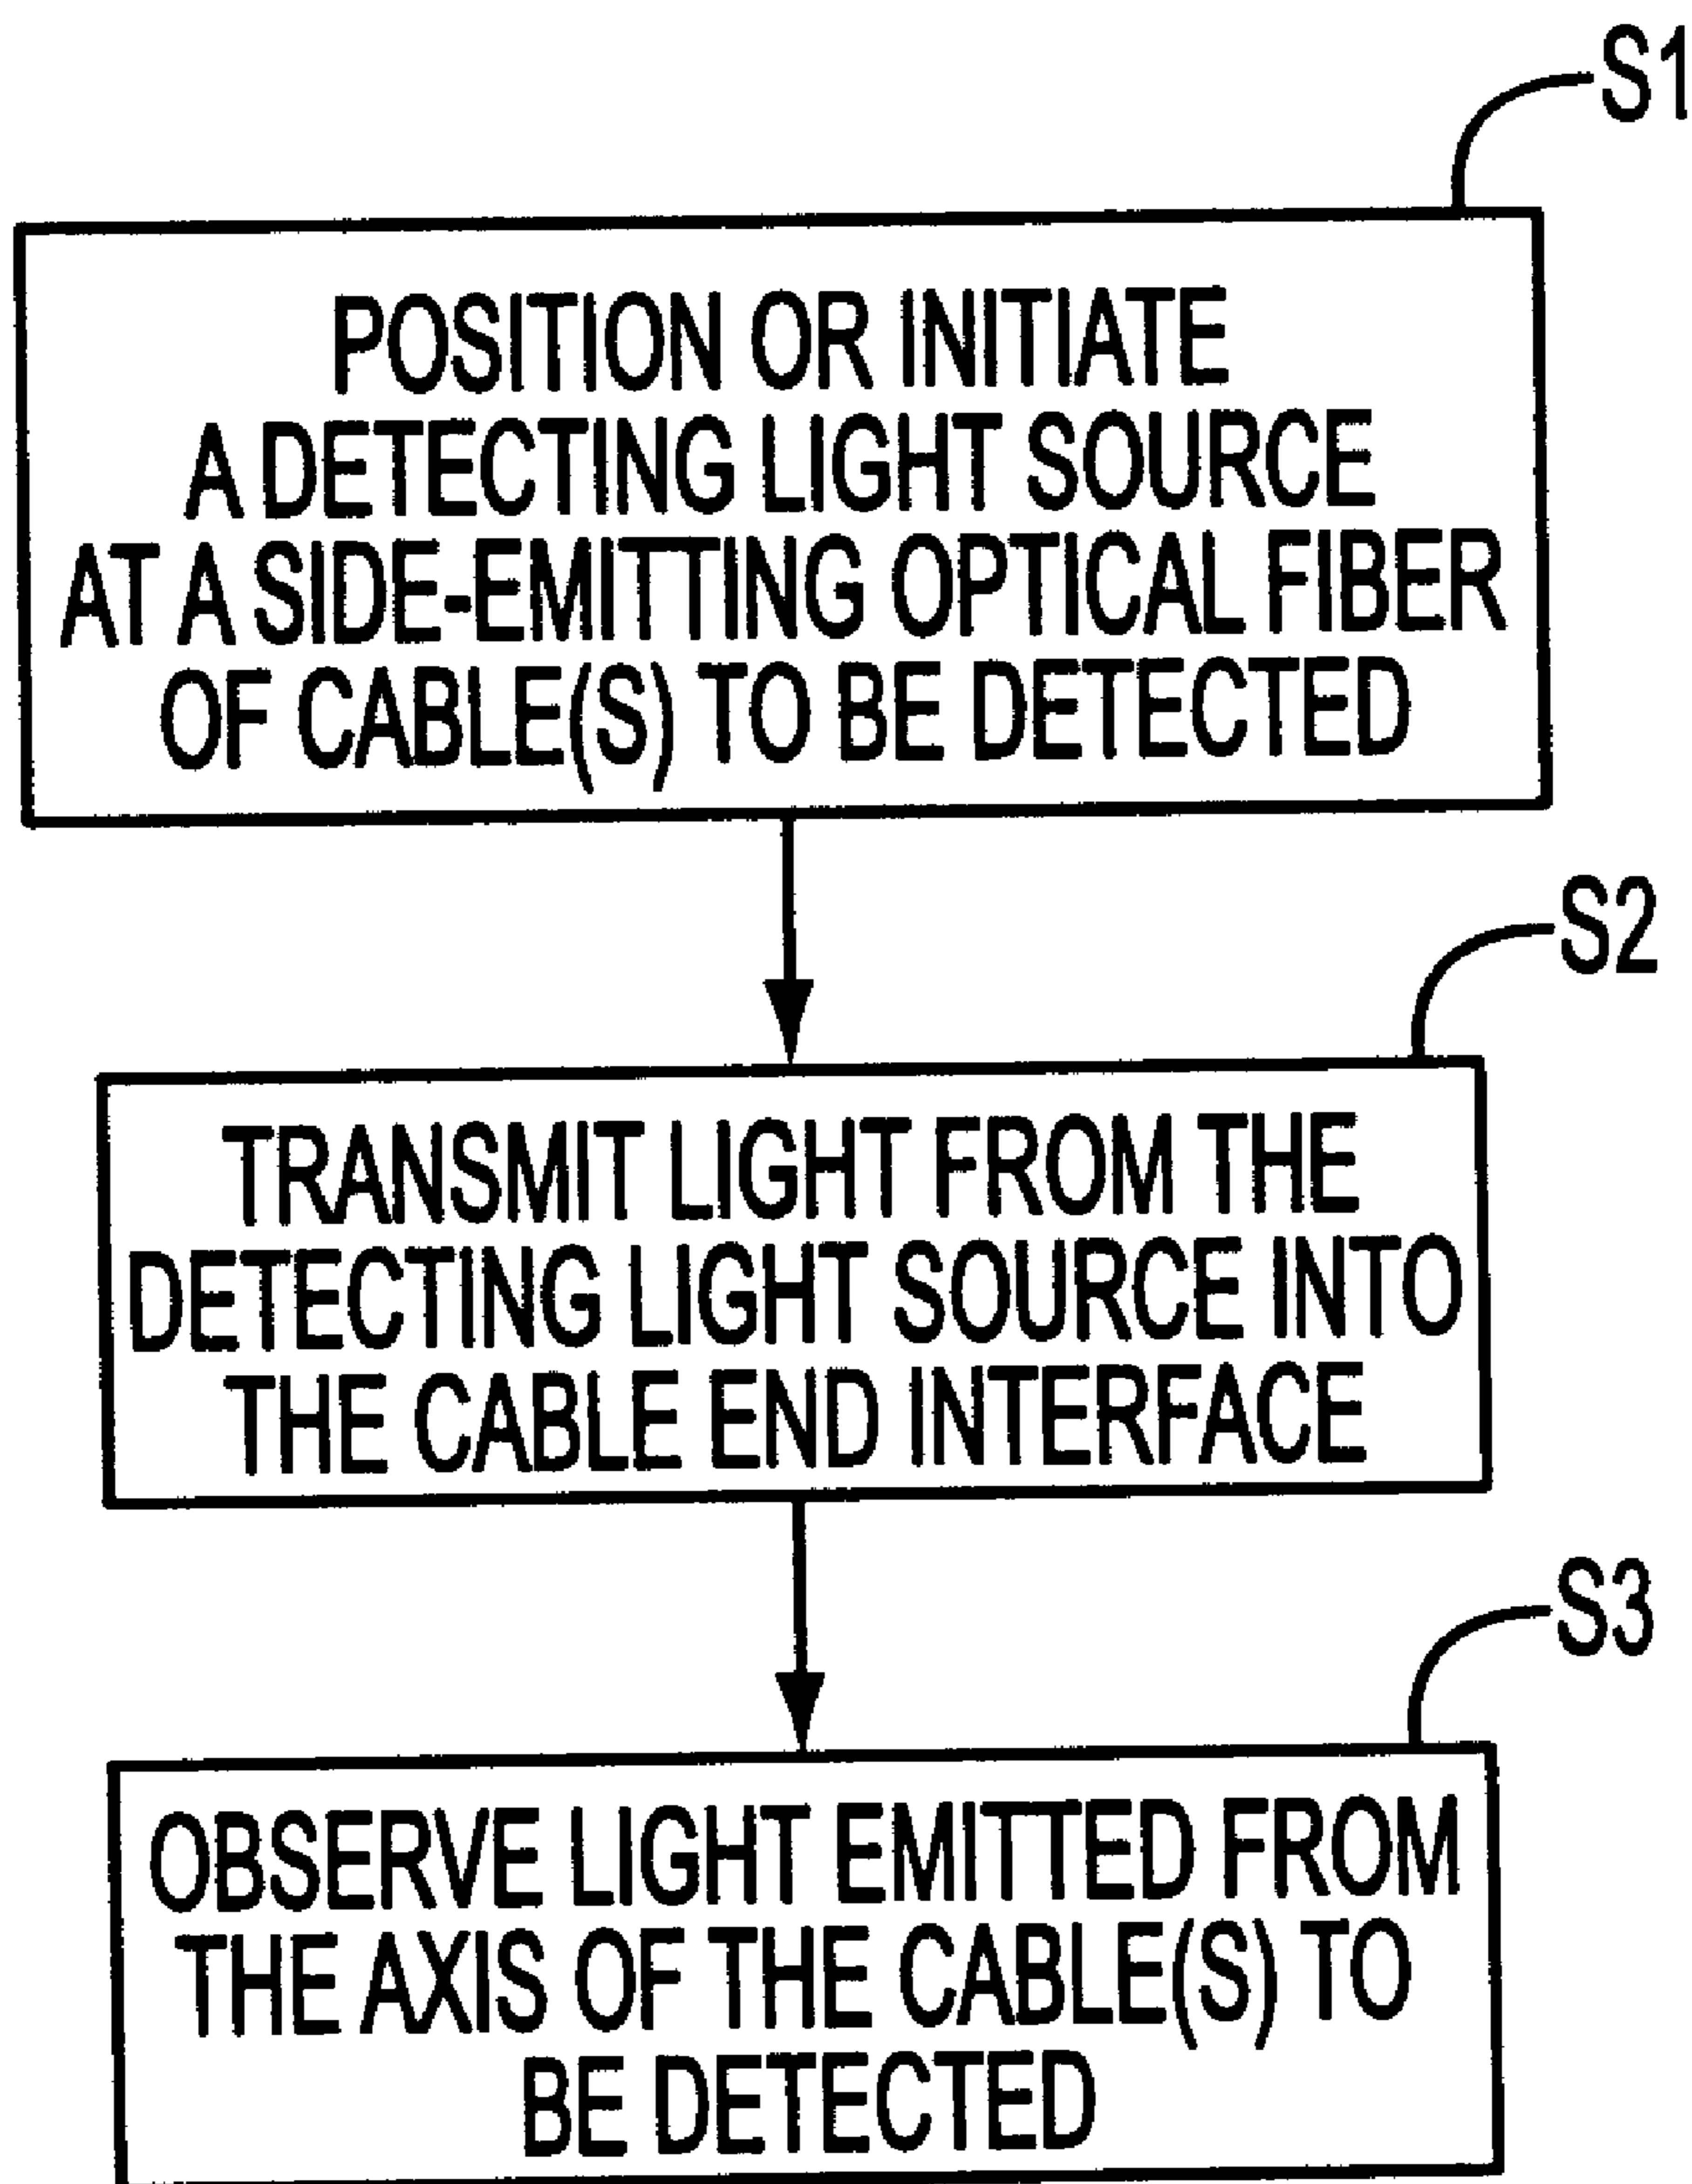 S1
POSITION OR INITIATE
A DETECTING LIGHT SOURCE
AT A SIDE-EMITTING OPTICAL FIBER
OF CABLE(S) TO BE DETECTED
S2
TRANSMIT LIGHT FROM THE
DETECTING LIGHT SOURCE INTO
THE CABLE END INTERFACE
S3
OBSERVE LIGHT EMITTED FROM
THE AXIS OF THE CABLE(S) TO
BE DETECTED